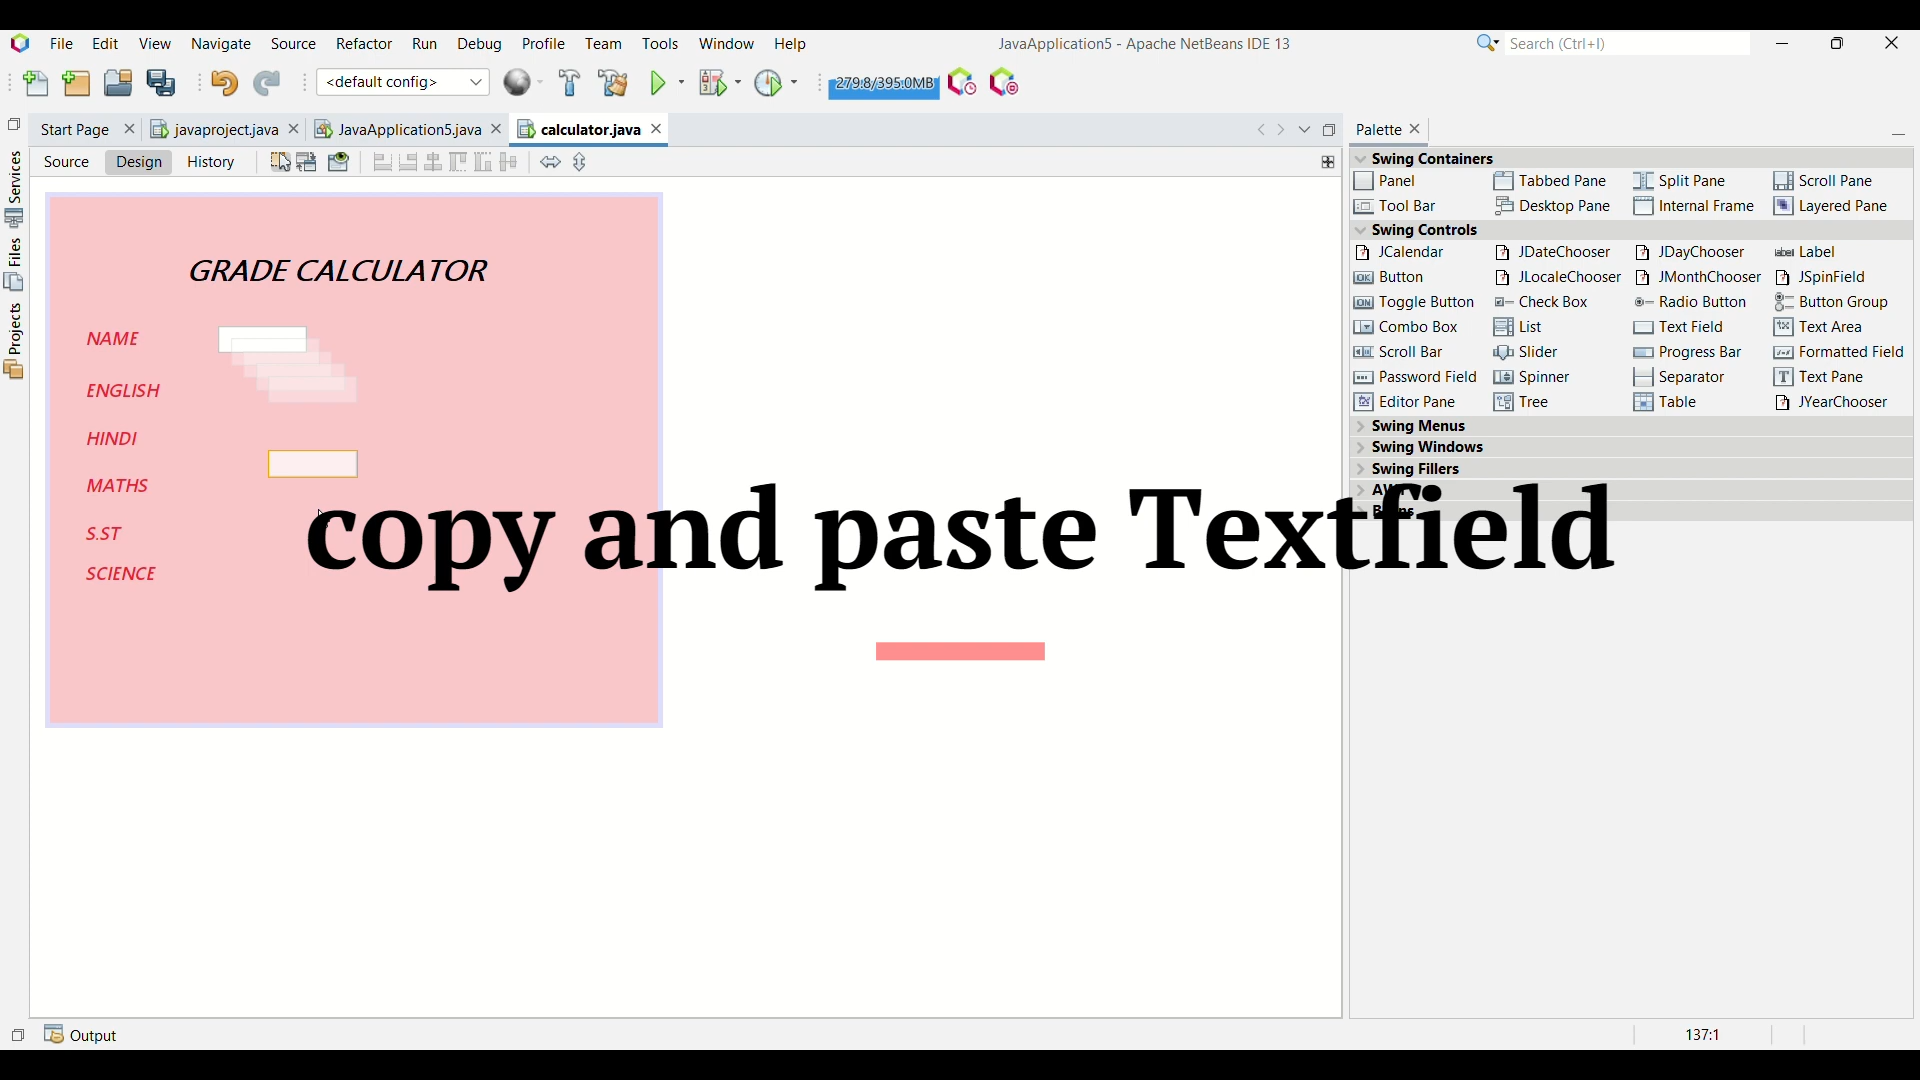 File Edit View Navigate Source Refactor Run Debug Profile Team Tools Window Help
JavaApplication5 - Apache NetBeans IDE 13
Search (Ctrl+I)
<default config>
279.8/395.0MB
Start Page
javaproject.java
JavaApplication5.java
calculator.java
Palette
Source Design History
Services
Files
Projects
GRADE CALCULATOR
NAME
ENGLISH
HINDI
MATHS
S.ST
SCIENCE
copy and paste Textfield
Swing Containers
Panel Tabbed Pane Split Pane Scroll Pane
Tool Bar Desktop Pane Internal Frame Layered Pane
Swing Controls
JCalendar JDateChooser JDayChooser Label
Button JLocaleChooser JMonthChooser JSpinField
Toggle Button Check Box Radio Button Button Group
Combo Box List Text Field Text Area
Scroll Bar Slider Progress Bar Formatted Field
Password Field Spinner Separator Text Pane
Editor Pane Tree Table JYearChooser
Swing Menus
Swing Windows
Swing Fillers
Output
137:1